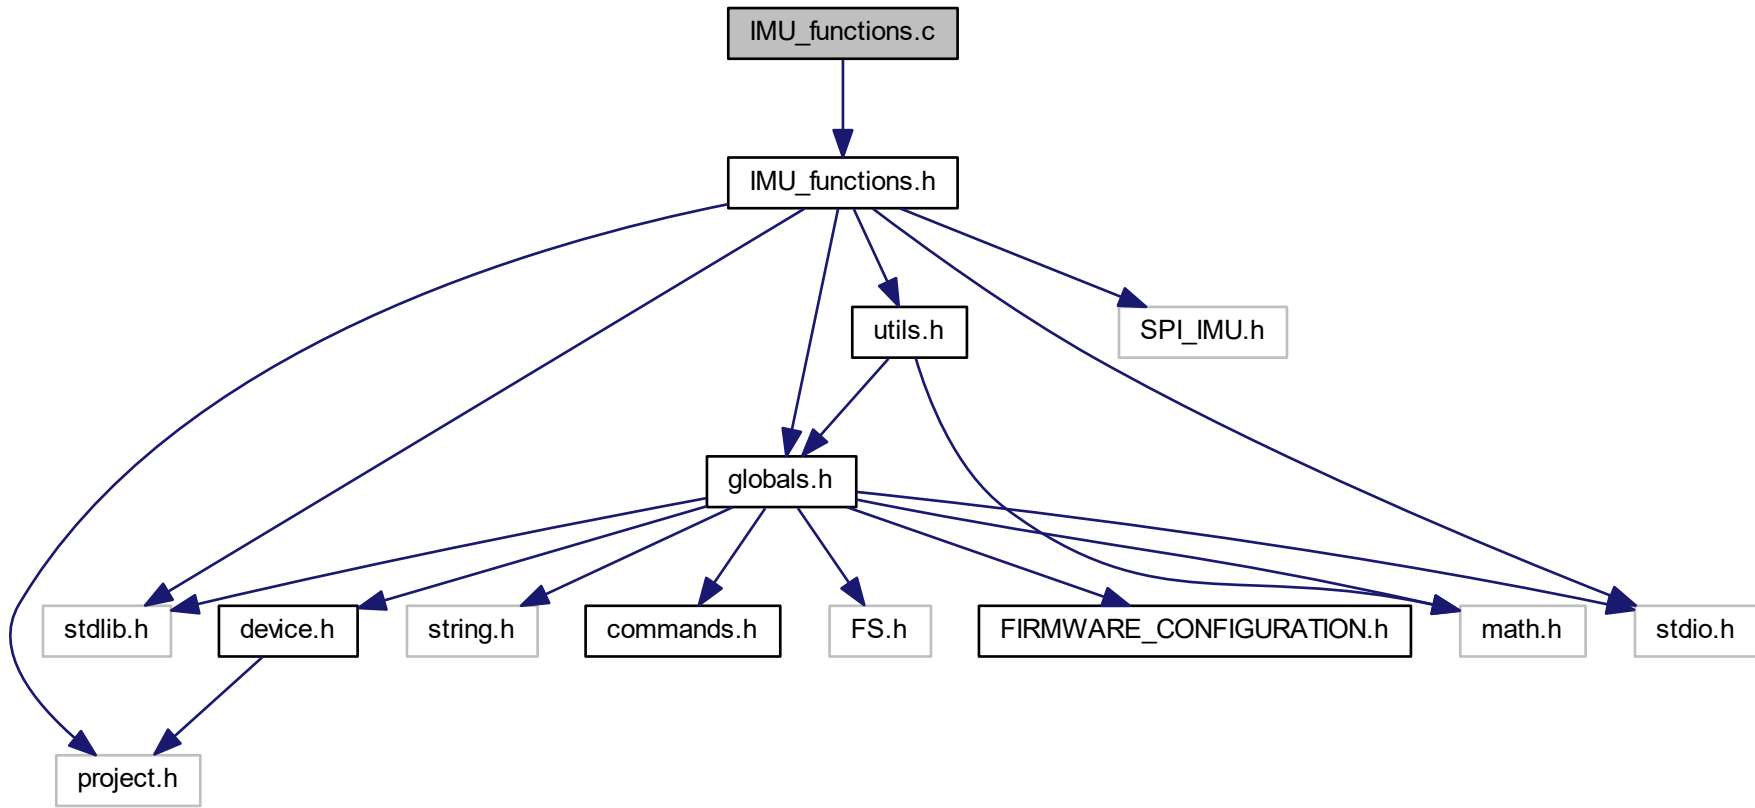 IMU_functions.c
IMU_functions.h
utils.h
SPI_IMU.h
globals.h
stdlib.h
device.h
string.h
commands.h
FS.h
FIRMWARE_CONFIGURATION.h
math.h
stdio.h
project.h